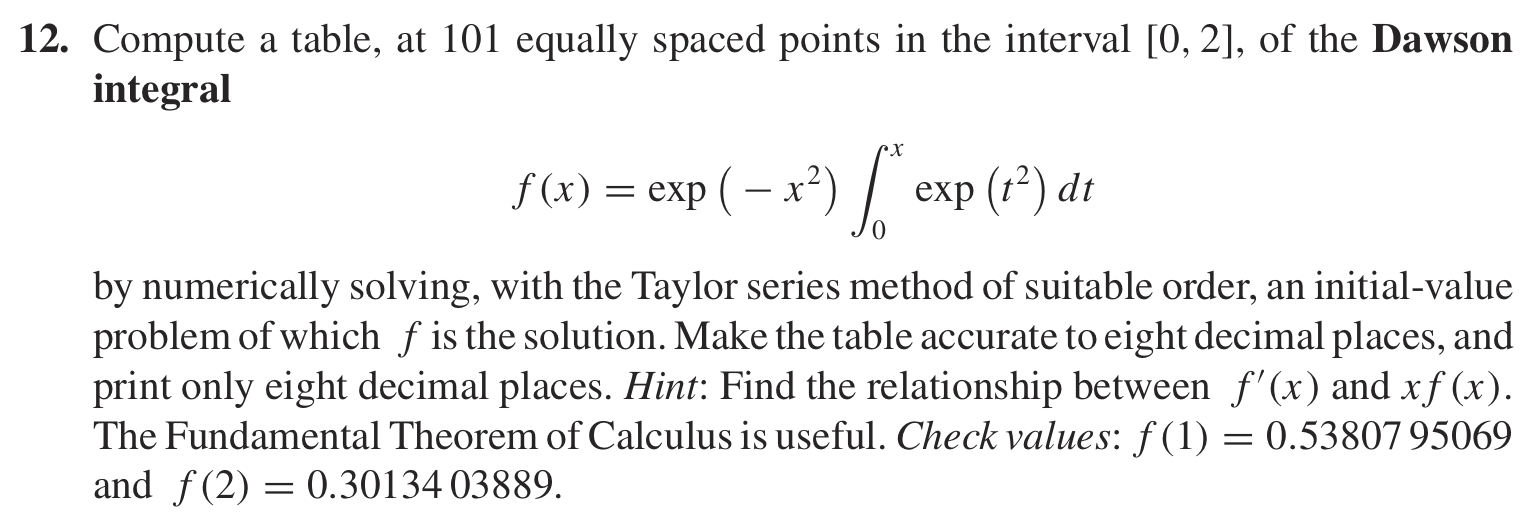 12. Compute a table, at 101 equally spaced points in the interval [0, 2], of the Dawson
integral
f(x) = exp ( − x²) ∫₀ˣ exp (t²) dt
by numerically solving, with the Taylor series method of suitable order, an initial-value
problem of which f is the solution. Make the table accurate to eight decimal places, and
print only eight decimal places. Hint: Find the relationship between f′(x) and xf(x).
The Fundamental Theorem of Calculus is useful. Check values: f(1) = 0.53807 95069
and f(2) = 0.30134 03889.